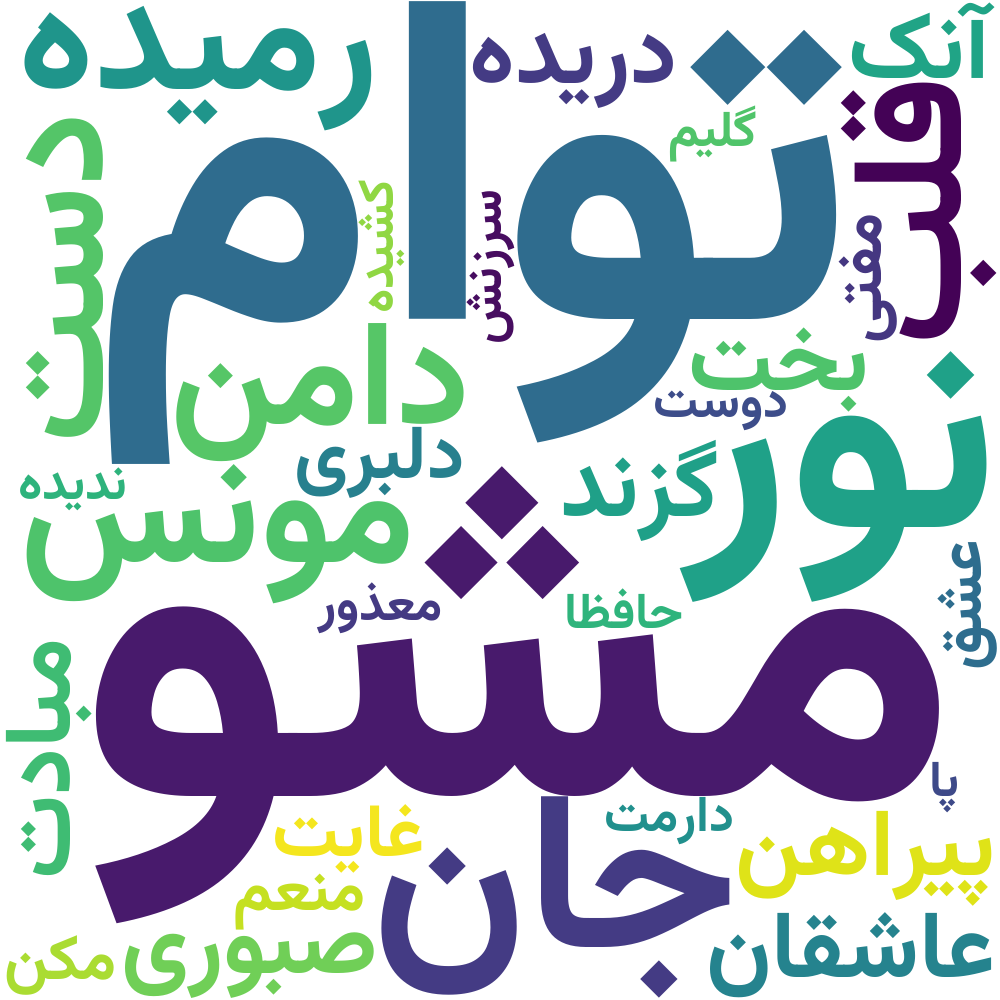 آنک
توام
دریده
رمیده
گلیم
قلب
دست
کشیده
سرزنش
مفتی
بخت
دامن
دوست
نور
دلبری
گزند
ندیده
مونس
مشو
عشق
حافظا
معذور
مبادت
پا
جان
دارمت
غایت
پیراهن
منعم
عاشقان
صبوری
مکن